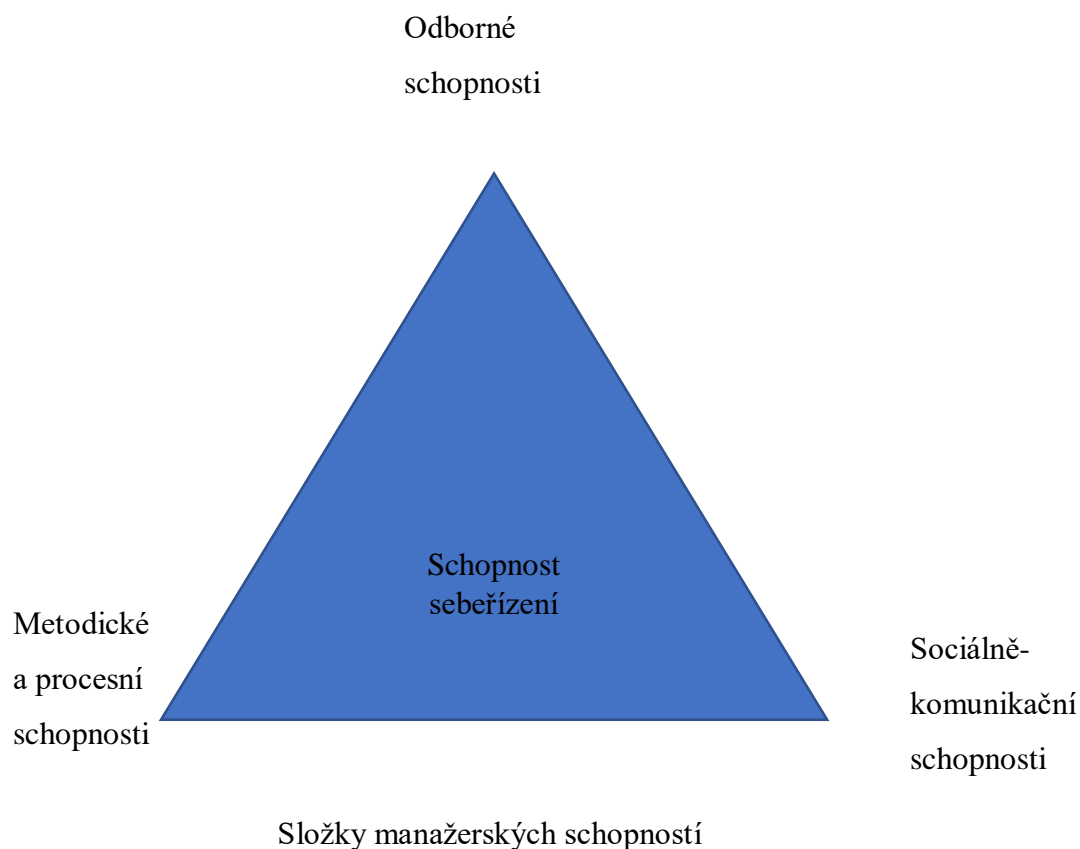 Odborné
schopnosti
Schopnost
sebeřízení
Metodické
a procesní
schopnosti
Sociálně-
komunikační
schopnosti
Složky manažerských schopností